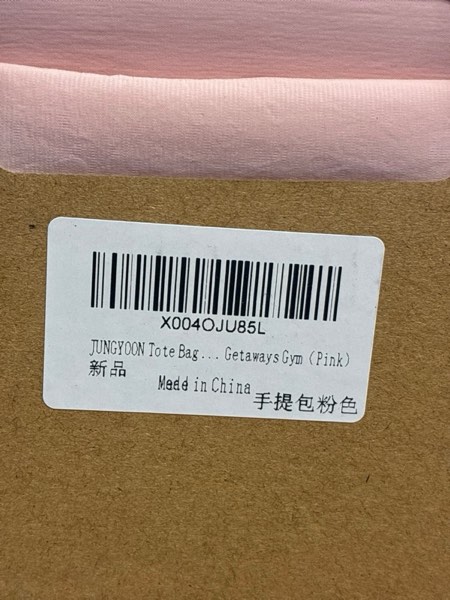 X004OJU85L
JUNGYOON Tote Bag... Getaways Gym (Pink)
新品
Made in China
手提包粉色